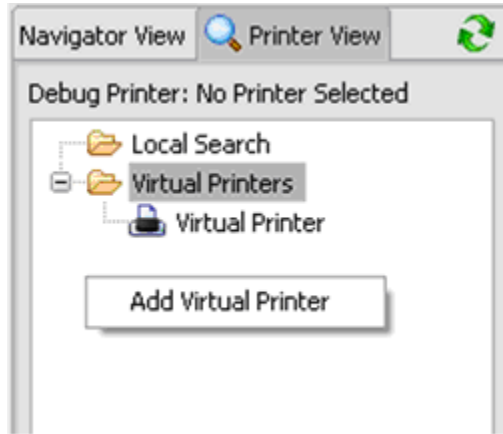 Navigator View Printer View
Debug Printer: No Printer Selected
Local Search
Virtual Printers
Virtual Printer
Add Virtual Printer